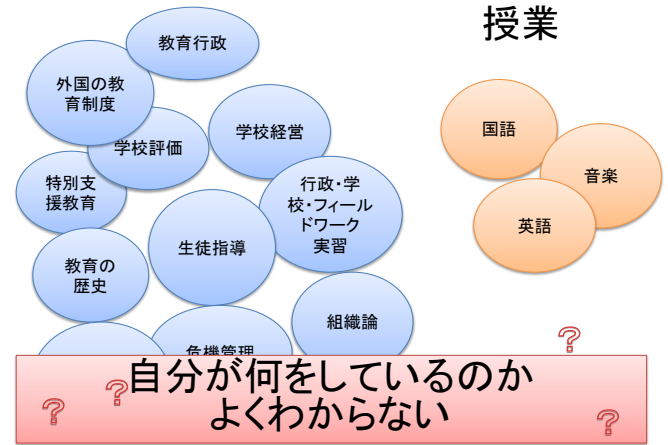 授業
教育行政
外国の教
育制度
学校評価
学校経営
特別支
援教育
行政・学
校・フィール
ドワーク
実習
生徒指導
教育の
歴史
組織論
危機管理
国語
音楽
英語
?
?
?
?
自分が何をしているのか
よくわからない